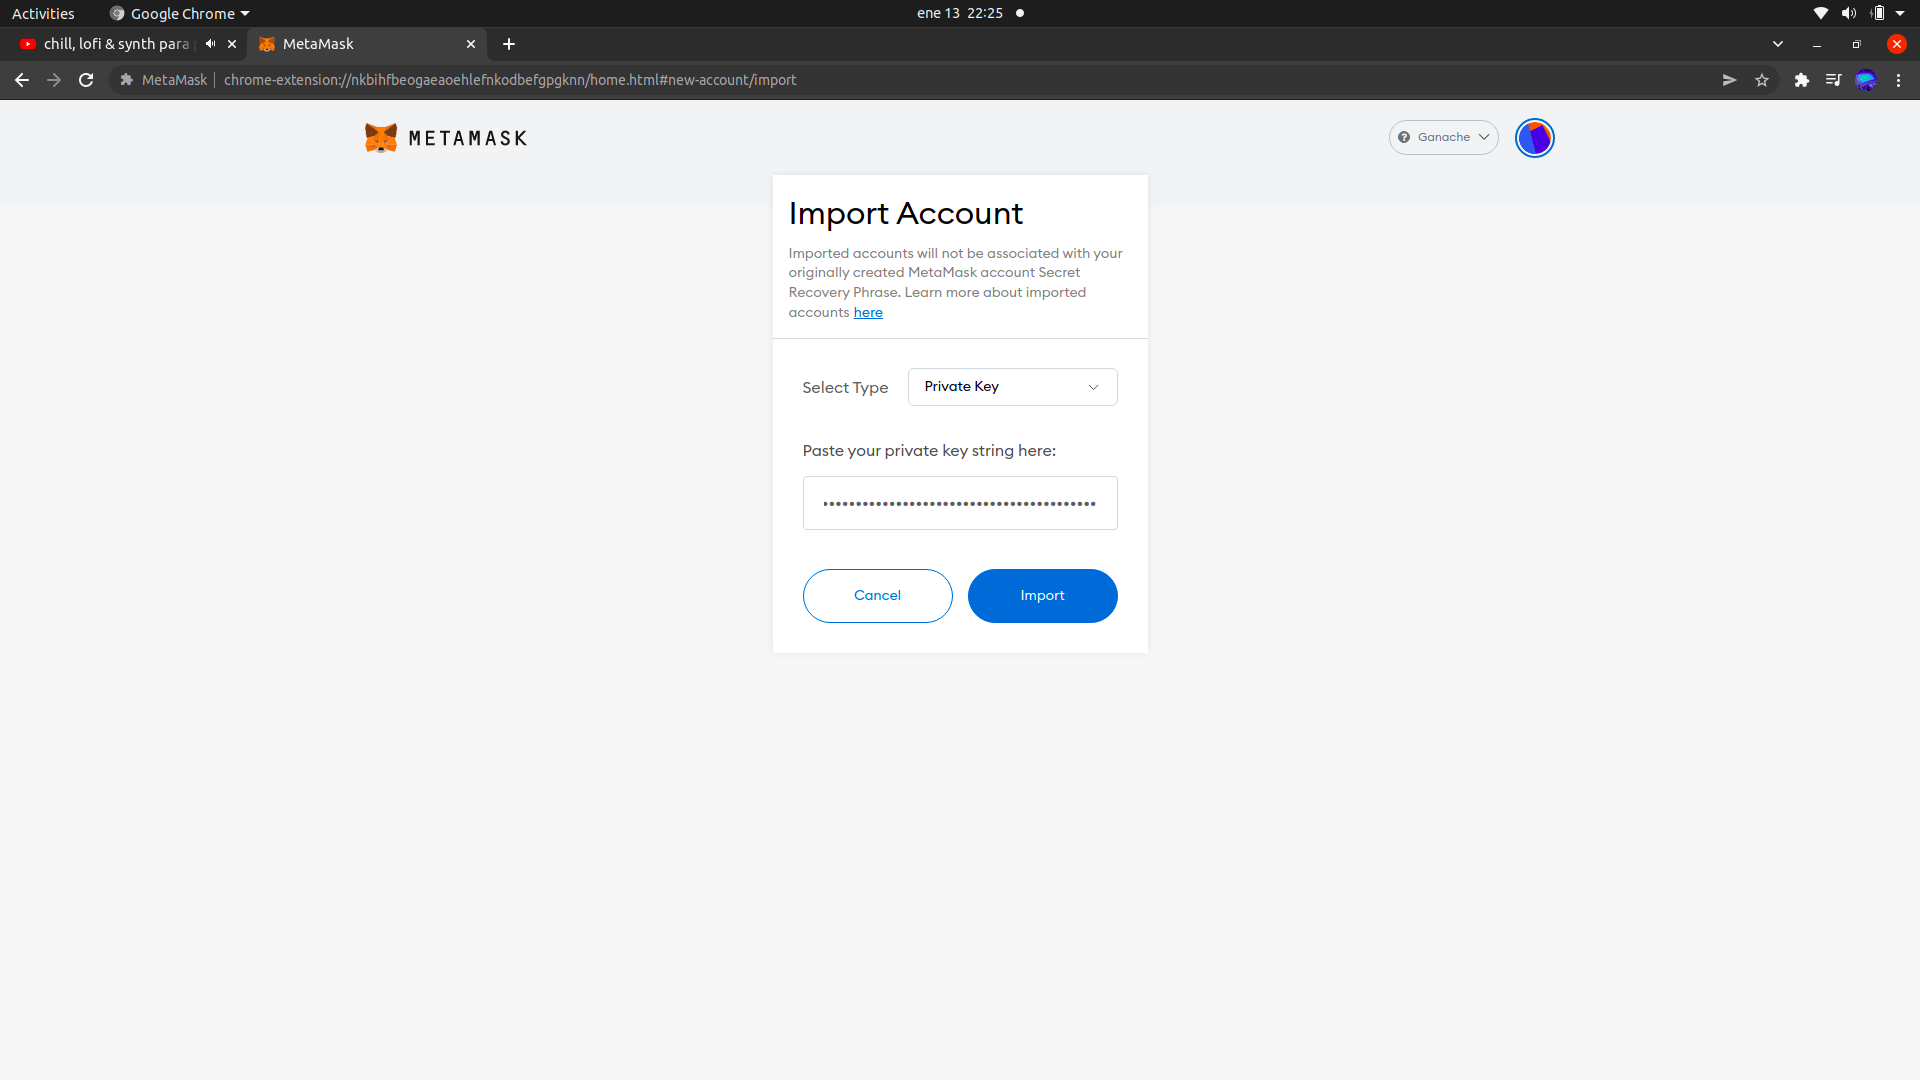 Activities
Google Chrome
ene 13 22:25
chill, lofi & synth para
MetaMask
MetaMask
chrome-extension://nkbihfbeogaeaoehlefnkodbefgpgknn/home.html#new-account/import
METAMASK
Ganache
Import Account
Imported accounts will not be associated with your
originally created MetaMask account Secret
Recovery Phrase. Learn more about imported
accounts here
Select Type
Private Key
Paste your private key string here:
Cancel
Import